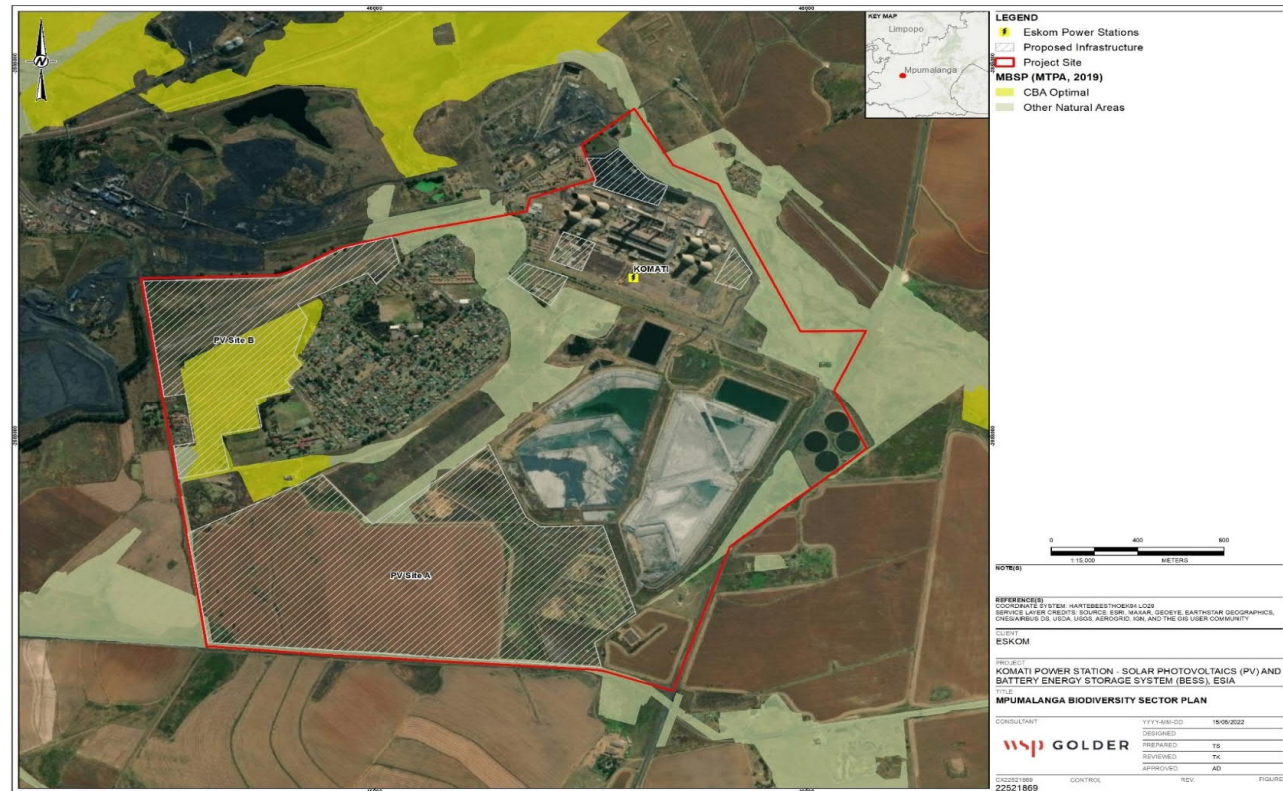 KEY MAP
Limpopo
Mpumalanga
KOMATI
PV Site B
PV Site A
LEGEND
Eskom Power Stations
Proposed Infrastructure
Project Site
MBSP (MTPA, 2019)
CBA Optimal
Other Natural Areas
0 400 800
1:15,000 METERS
NOTE(S)
REFERENCE(S)
COORDINATE SYSTEM: HARTEBEESTHOEK94 LO29
SERVICE LAYER CREDITS: SOURCE: ESRI, MAXAR, GEOEYE, EARTHSTAR GEOGRAPHICS,
CNES/AIRBUS DS, USDA, USGS, AEROGRID, IGN, AND THE GIS USER COMMUNITY
CLIENT
ESKOM
PROJECT
KOMATI POWER STATION - SOLAR PHOTOVOLTAICS (PV) AND
BATTERY ENERGY STORAGE SYSTEM (BESS), ESIA
TITLE
MPUMALANGA BIODIVERSITY SECTOR PLAN
CONSULTANT
wsp GOLDER
YYYY-MM-DD
DESIGNED
PREPARED TS
REVIEWED TK
APPROVED AD
CONTROL REV. FIGURE
22521869